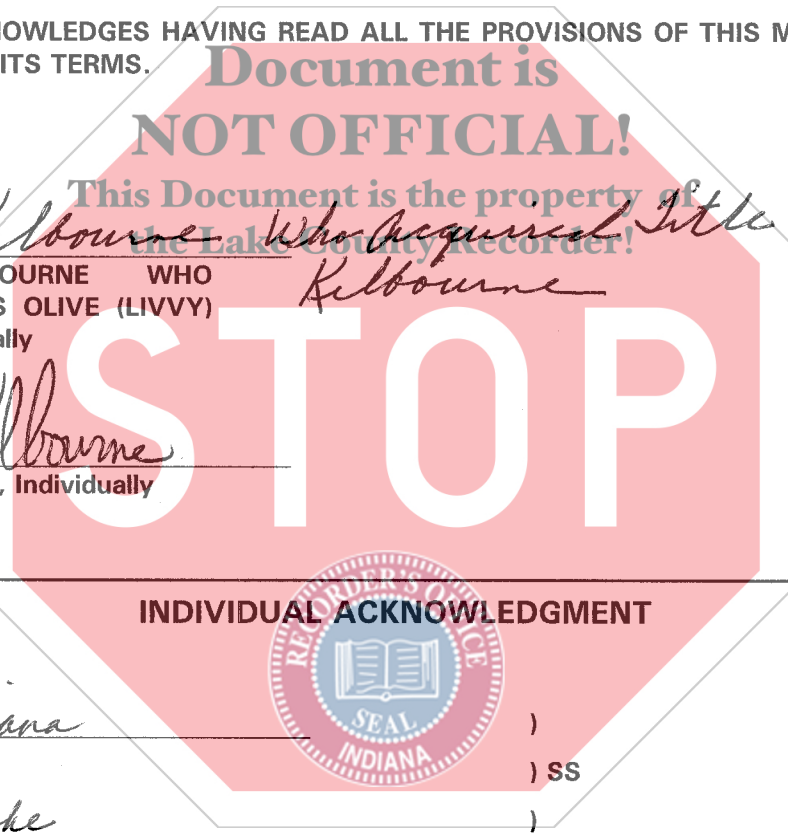 OWLEDGES HAVING READ ALL THE PROVISIONS OF THIS M
ITS TERMS.
Document is
NOT OFFICIAL!
This Document is the property of
the Lake County Recorder!
lbourne Who Acquirred Title
OURNE WHO
Kilbourne
S OLIVE (LIVVY)
ally
STOP
lbourne
, Individually
INDIVIDUAL ACKNOWLEDGMENT
RECORDER'S OFFICE
SEAL
INDIANA
ana
)
) SS
ke
)